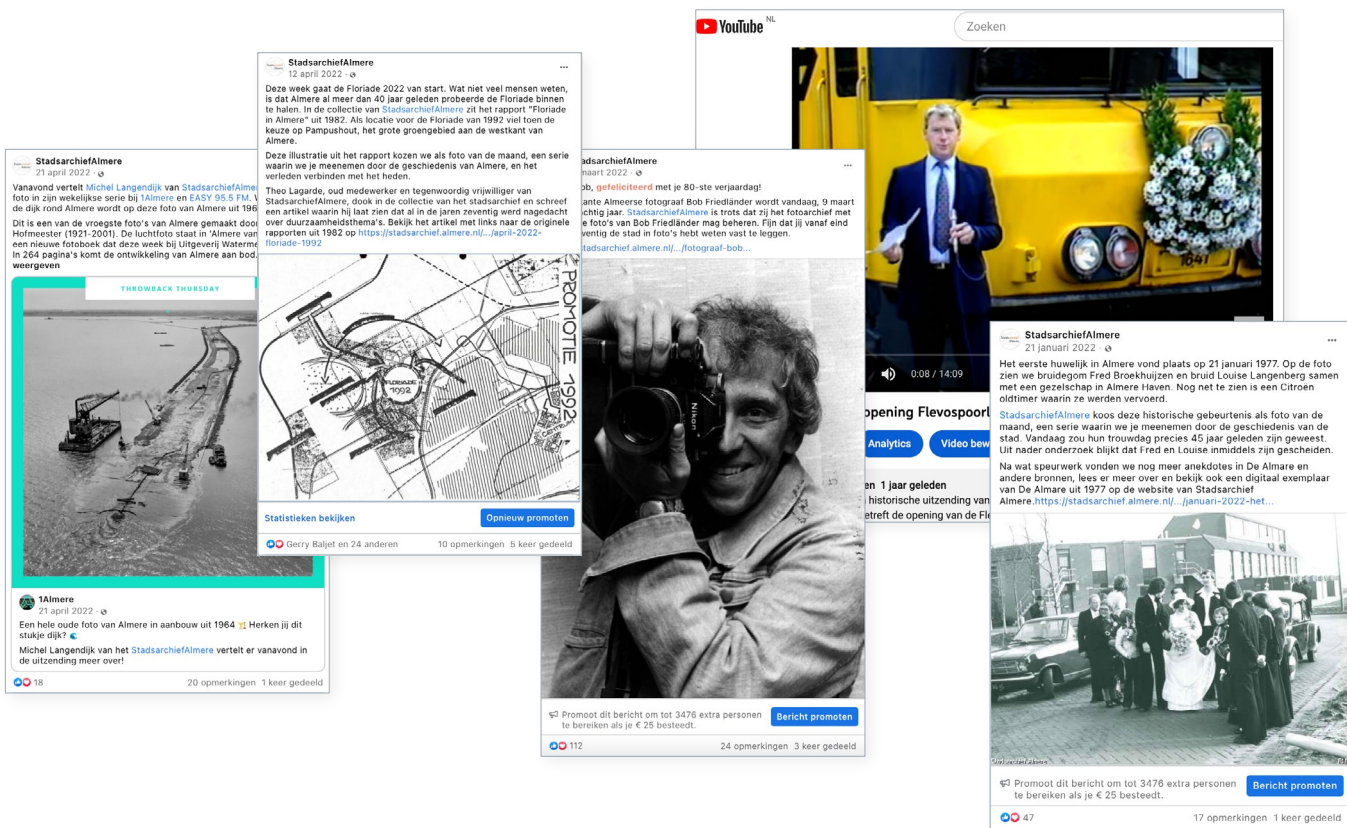 StadsarchiefAlmere
21 april 2022 ·
Vanavond vertelt Michel Langendijk van StadsarchiefAlmer
foto in zijn wekelijkse serie bij 1Almere en EASY 95.5 FM.
de dijk rond Almere wordt op deze foto van Almere uit 196
Dit is een van de vroegste foto's van Almere gemaakt door
Hofmeester (1921-2001). De luchtfoto staat in 'Almere van
een nieuwe fotoboek dat deze week bij Uitgeverij Waterme
In 264 pagina's komt de ontwikkeling van Almere aan bod.
weergeven
THROWBACK THURSDAY
1Almere
21 april 2022 ·
Een hele oude foto van Almere in aanbouw uit 1964 🏗️ Herken jij dit
stukje dijk? 🌊
Michel Langendijk van het StadsarchiefAlmere vertelt er vanavond in
de uitzending meer over!
18
20 opmerkingen 1 keer gedeeld
StadsarchiefAlmere
12 april 2022 ·
Deze week gaat de Floriade 2022 van start. Wat niet veel mensen weten,
is dat Almere al meer dan 40 jaar geleden probeerde de Floriade binnen
te halen. In de collectie van StadsarchiefAlmere zit het rapport "Floriade
in Almere" uit 1982. Als locatie voor de Floriade van 1992 viel toen de
keuze op Pampushout, het grote groengebied aan de westkant van
Almere.
Deze illustratie uit het rapport kozen we als foto van de maand, een serie
waarin we je meenemen door de geschiedenis van Almere, en het
verleden verbinden met het heden.
Theo Lagarde, oud medewerker en tegenwoordig vrijwilliger van
StadsarchiefAlmere, dook in de collectie van het stadsarchief en schreef
een artikel waarin hij laat zien dat al in de jaren zeventig werd nagedacht
over duurzaamheidsthema's. Bekijk het artikel met links naar de originele
rapporten uit 1982 op https://stadsarchief.almere.nl/.../april-2022-
floriade-1992
PROMOTIE 1992
FLORIADE
1992
Statistieken bekijken
Opnieuw promoten
Gerry Baljet en 24 anderen
10 opmerkingen 5 keer gedeeld
adsarchiefAlmere
maart 2022 ·
ob, gefeliciteerd met je 80-ste verjaardag!
ante Almeerse fotograaf Bob Friedländer wordt vandaag, 9 maart
chtig jaar. StadsarchiefAlmere is trots dat zij het fotoarchief met
e foto's van Bob Friedländer mag beheren. Fijn dat jij vanaf eind
ventig de stad in foto's hebt weten vast te leggen.
stadsarchief.almere.nl/.../fotograaf-bob...
Nikon
Promoot dit bericht om tot 3476 extra personen
te bereiken als je € 25 besteedt.
Bericht promoten
112
24 opmerkingen 3 keer gedeeld
YouTube NL
Zoeken
1641
0:08 / 14:09
opening Flevospoorl
Analytics
Video bew
en 1 jaar geleden
historische uitzending van
etreft de opening van de Fle
StadsarchiefAlmere
21 januari 2022 ·
Het eerste huwelijk in Almere vond plaats op 21 januari 1977. Op de foto
zien we bruidegom Fred Broekhuijzen en bruid Louise Langenberg samen
met een gezelschap in Almere Haven. Nog net te zien is een Citroën
oldtimer waarin ze werden vervoerd.
StadsarchiefAlmere koos deze historische gebeurtenis als foto van de
maand, een serie waarin we je meenemen door de geschiedenis van de
stad. Vandaag zou hun trouwdag precies 45 jaar geleden zijn geweest.
Uit nader onderzoek blijkt dat Fred en Louise inmiddels zijn gescheiden.
Na wat speurwerk vonden we nog meer anekdotes in De Almare en
andere bronnen, lees er meer over en bekijk ook een digitaal exemplaar
van De Almare uit 1977 op de website van Stadsarchief
Almere.https://stadsarchief.almere.nl/.../januari-2022-het...
Stadsarchief Almere
Promoot dit bericht om tot 3476 extra personen
te bereiken als je € 25 besteedt.
Bericht promoten
47
17 opmerkingen 1 keer gedeeld